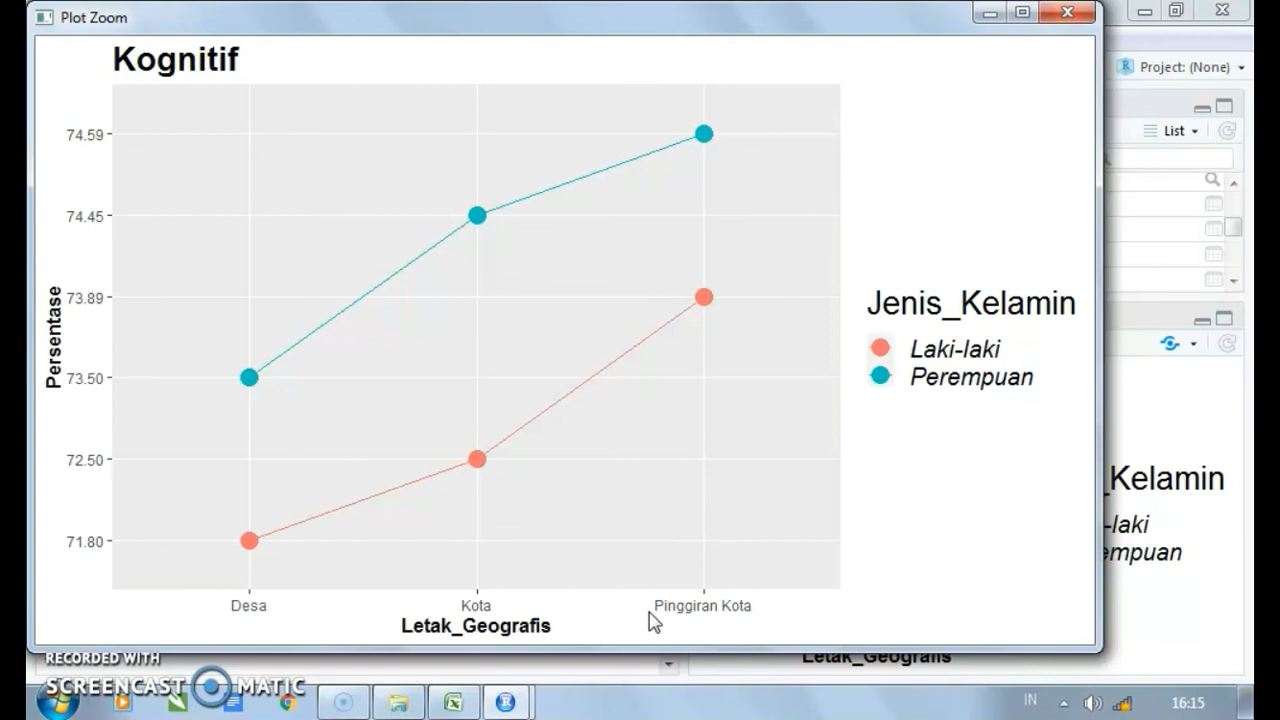 Plot Zoom
Kognitif
Project: (None)
List
74.59
74.45
73.89
73.50
72.50
71.80
Persentase
Desa
Kota
Pinggiran Kota
Letak_Geografis
Jenis_Kelamin
Laki-laki
Perempuan
_Kelamin
-laki
empuan
Letak_Geografis
RECORDED WITH
SCREENCAST MATIC
IN
16:15